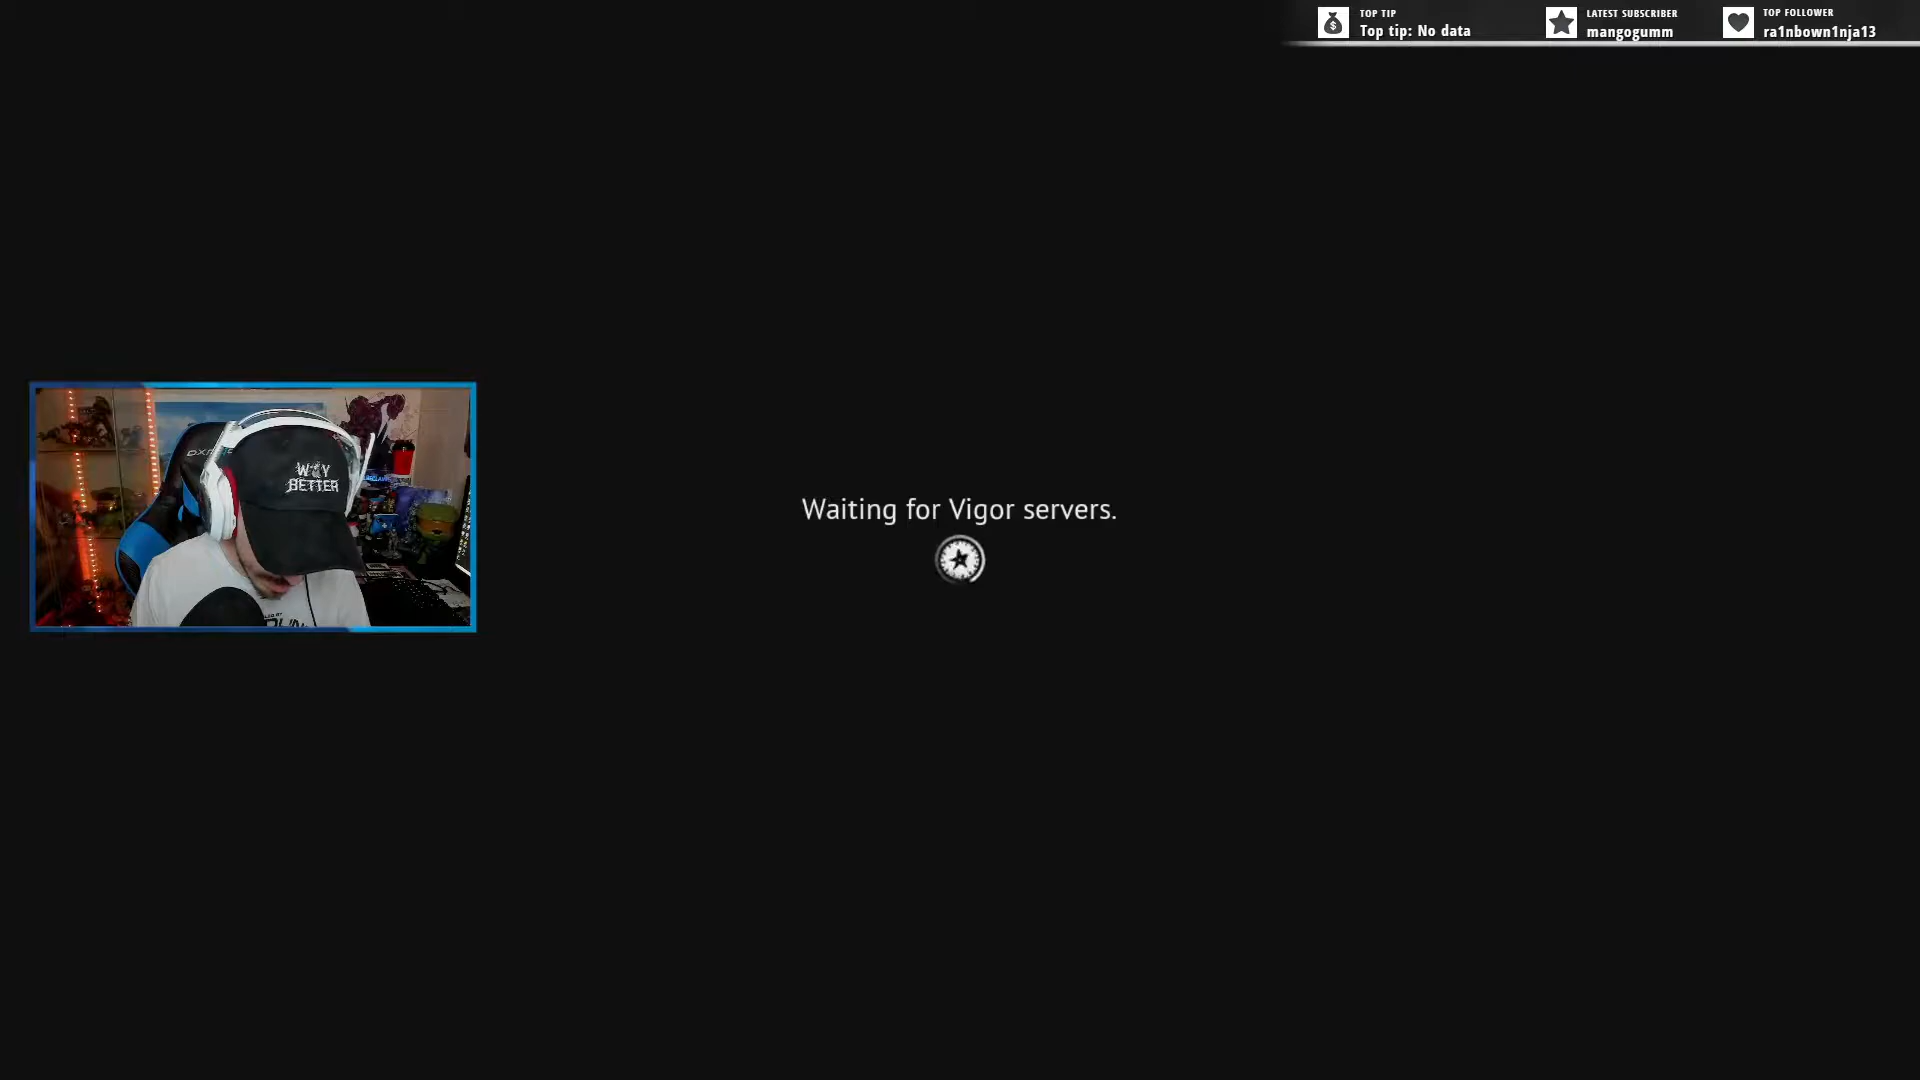 TOP TIP
Top tip: No data
LATEST SUBSCRIBER
mangogumm
TOP FOLLOWER
ra1nbown1nja13
WAY
BETTER
Waiting for Vigor servers.